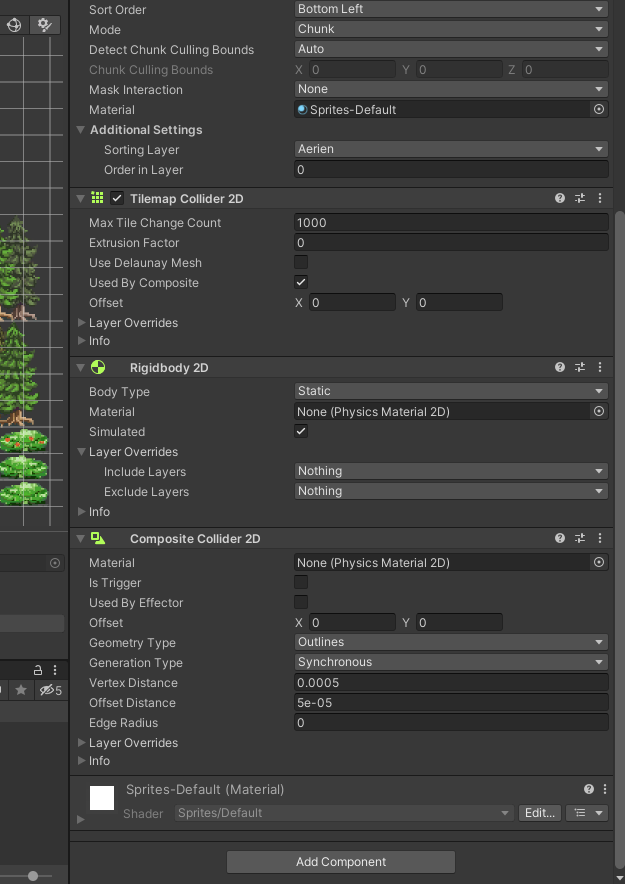 Sort Order Bottom Left
Mode Chunk
Detect Chunk Culling Bounds Auto
Chunk Culling Bounds X 0 Y 0 Z 0
Mask Interaction None
Material Sprites-Default
Additional Settings
Sorting Layer Aerien
Order in Layer 0
Tilemap Collider 2D
Max Tile Change Count 1000
Extrusion Factor 0
Use Delaunay Mesh
Used By Composite
Offset X 0 Y 0
Layer Overrides
Info
Rigidbody 2D
Body Type Static
Material None (Physics Material 2D)
Simulated
Layer Overrides
Include Layers Nothing
Exclude Layers Nothing
Info
Composite Collider 2D
Material None (Physics Material 2D)
Is Trigger
Used By Effector
Offset X 0 Y 0
Geometry Type Outlines
Generation Type Synchronous
5
Vertex Distance 0.0005
Offset Distance 5e-05
Edge Radius 0
Layer Overrides
Info
Sprites-Default (Material)
Shader Sprites/Default Edit...
Add Component